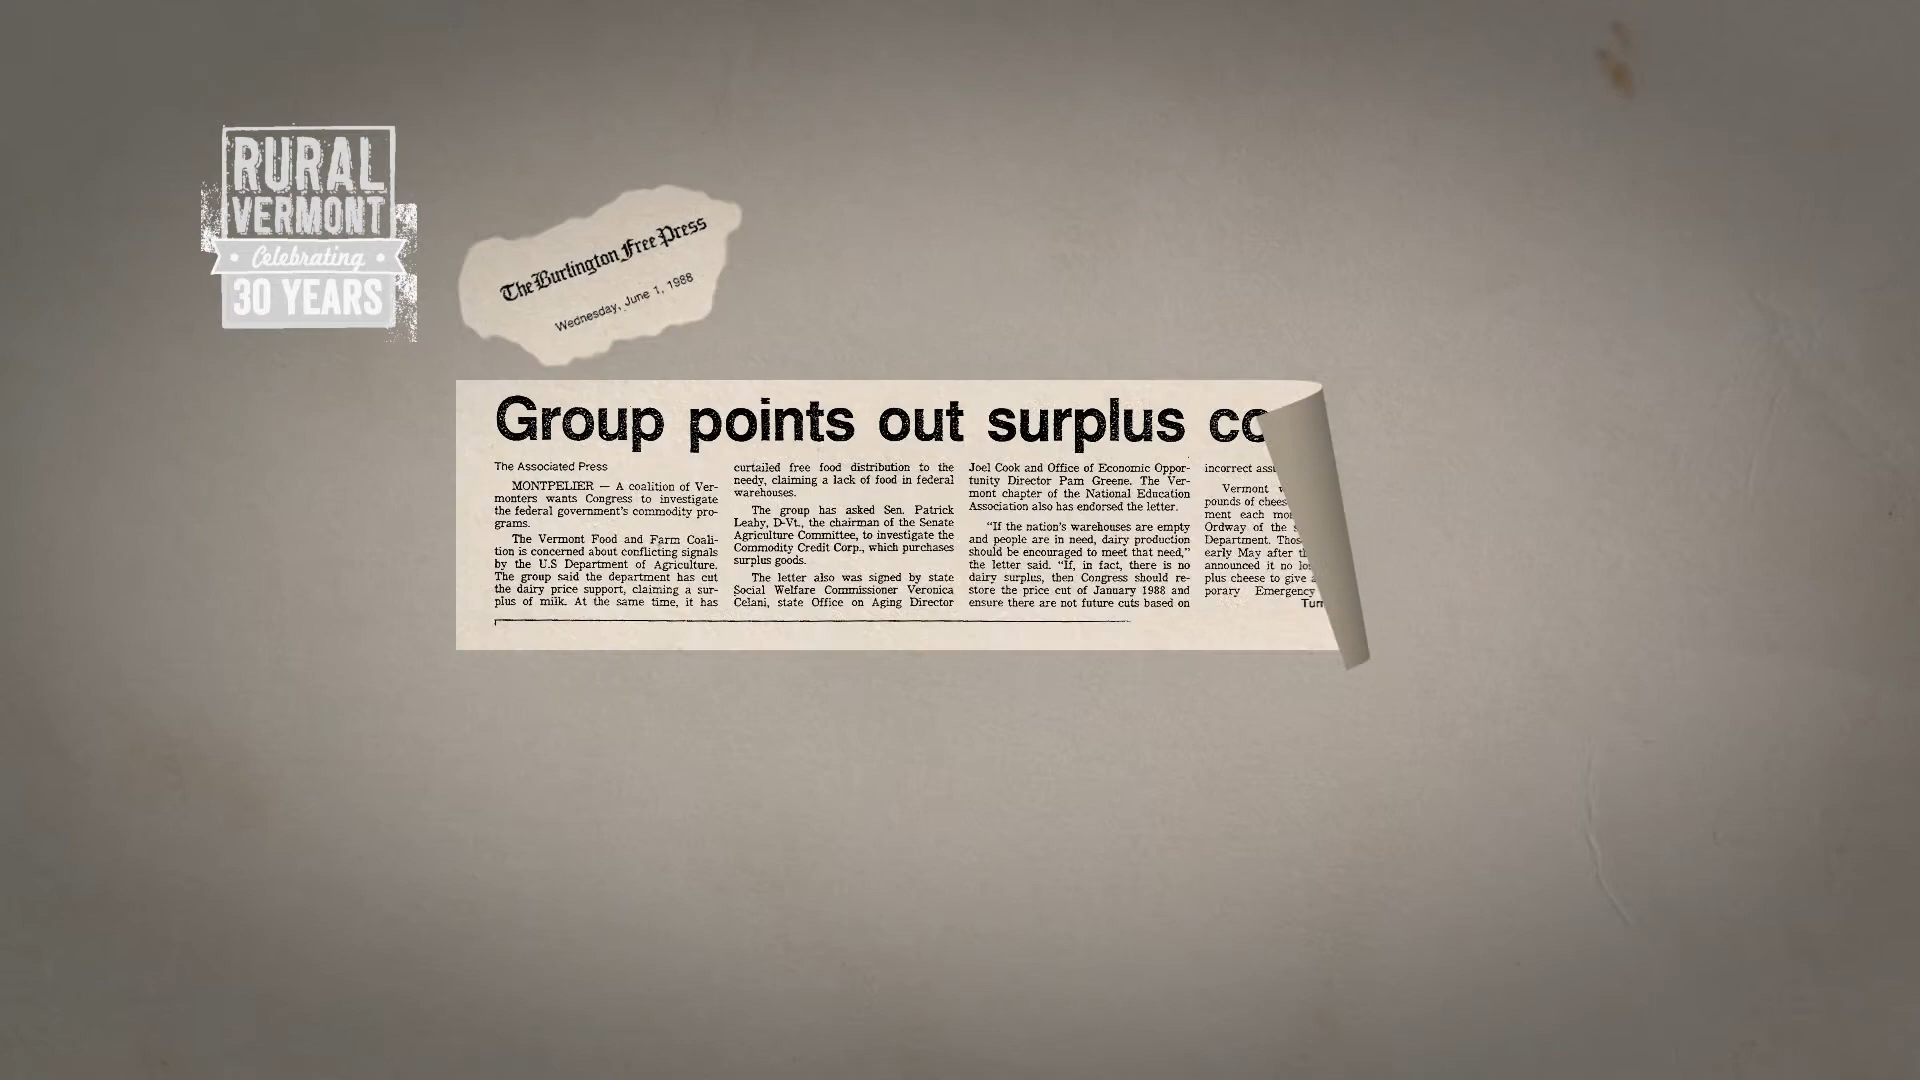 RURAL
VERMONT
Celebrating
30 YEARS
The Burlington Free Press
Wednesday, June 1, 1988
Group points out surplus
The Associated Press
MONTPELIER — A coalition of Ver-
monters wants Congress to investigate
the federal government's commodity pro-
grams.
The Vermont Food and Farm Coali-
tion is concerned about conflicting signals
by the U.S Department of Agriculture.
The group said the department has cut
the dairy price support, claiming a sur-
plus of milk. At the same time, it has
curtailed free food distribution to the
needy, claiming a lack of food in federal
warehouses.
The group has asked Sen. Patrick
Leahy, D-Vt., the chairman of the Senate
Agriculture Committee, to investigate the
Commodity Credit Corp., which purchases
surplus goods.
The letter also was signed by state
Social Welfare Commissioner Veronica
Celani, state Office on Aging Director
Joel Cook and Office of Economic Oppor-
tunity Director Pam Greene. The Ver-
mont chapter of the National Education
Association also has endorsed the letter.
"If the nation's warehouses are empty
and people are in need, dairy production
should be encouraged to meet that need,"
the letter said. "If, in fact, there is no
dairy surplus, then Congress should re-
store the price cut of January 1988 and
ensure there are not future cuts based on
incorrect
Vermont
pounds of
ment each
Ordway of the
Department.
early May after
announced it no
plus cheese to give
porary Emergency